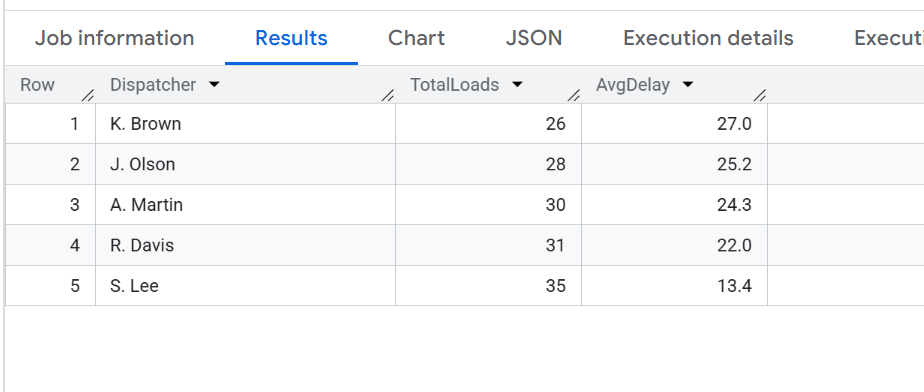 Job information Results Chart JSON Execution details Executi
Row Dispatcher TotalLoads AvgDelay
1 K. Brown 26 27.0
2 J. Olson 28 25.2
3 A. Martin 30 24.3
4 R. Davis 31 22.0
5 S. Lee 35 13.4